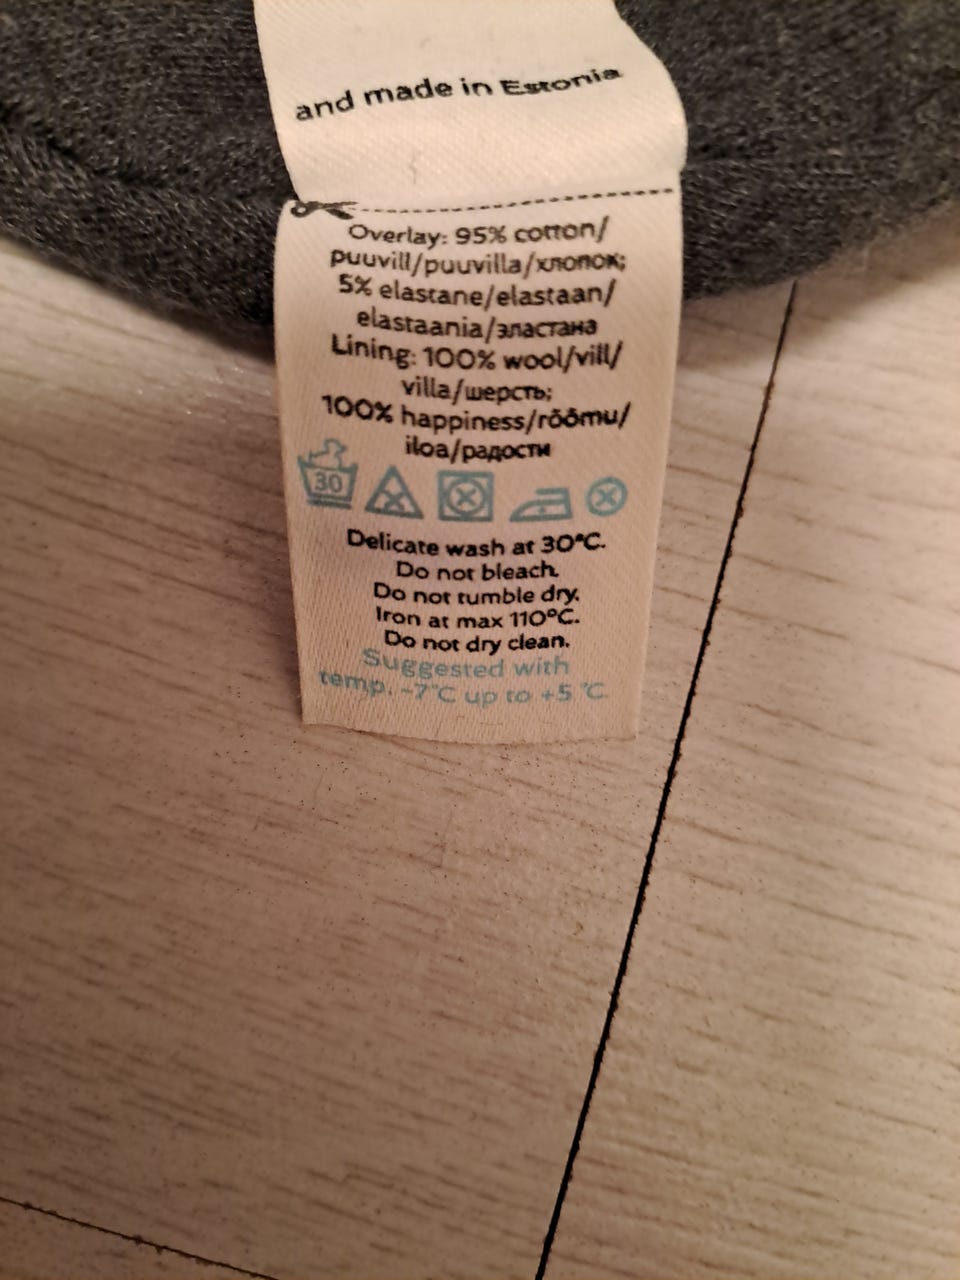 and made in Estonia
Overlay: 95% cotton/
puuvill/puuvilla/хлопок;
5% elastane/elastaan/
elastaania/эластана
Lining: 100% wool/vill/
villa/шерсть;
100% happiness/rõõmu/
iloa/радости
30
Delicate wash at 30°C.
Do not bleach.
Do not tumble dry.
Iron at max 110°C.
Do not dry clean.
Suggested with
temp. -7°C up to +5 °C